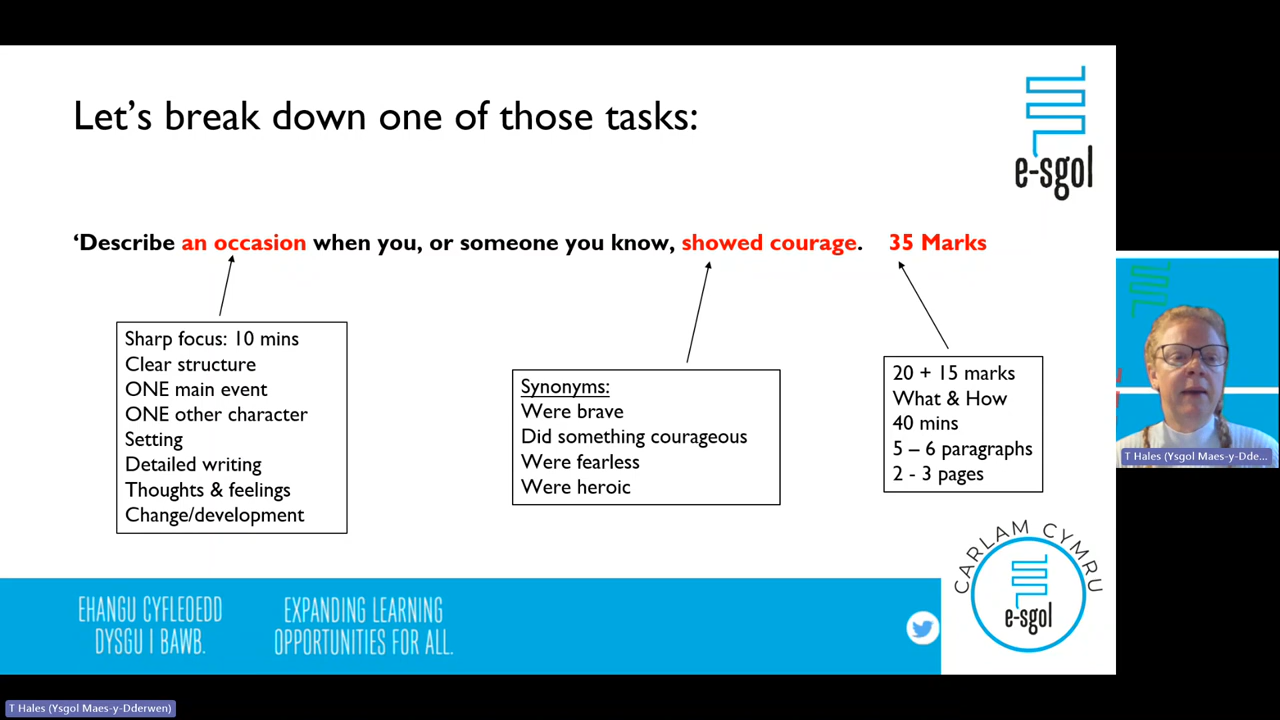 Let's break down one of those tasks:
e-sgol
‘Describe an occasion when you, or someone you know, showed courage. 35 Marks
Sharp focus: 10 mins
Clear structure
ONE main event
ONE other character
Setting
Detailed writing
Thoughts & feelings
Change/development
Synonyms:
Were brave
Did something courageous
Were fearless
Were heroic
20 + 15 marks
What & How
40 mins
5 – 6 paragraphs
2 - 3 pages
T Hales (Ysgol Maes-y-Dde...
CARLAM CYMRU
e-sgol
EHANGU CYFLEOEDD
DYSGU I BAWB.
EXPANDING LEARNING
OPPORTUNITIES FOR ALL.
T Hales (Ysgol Maes-y-Dderwen)